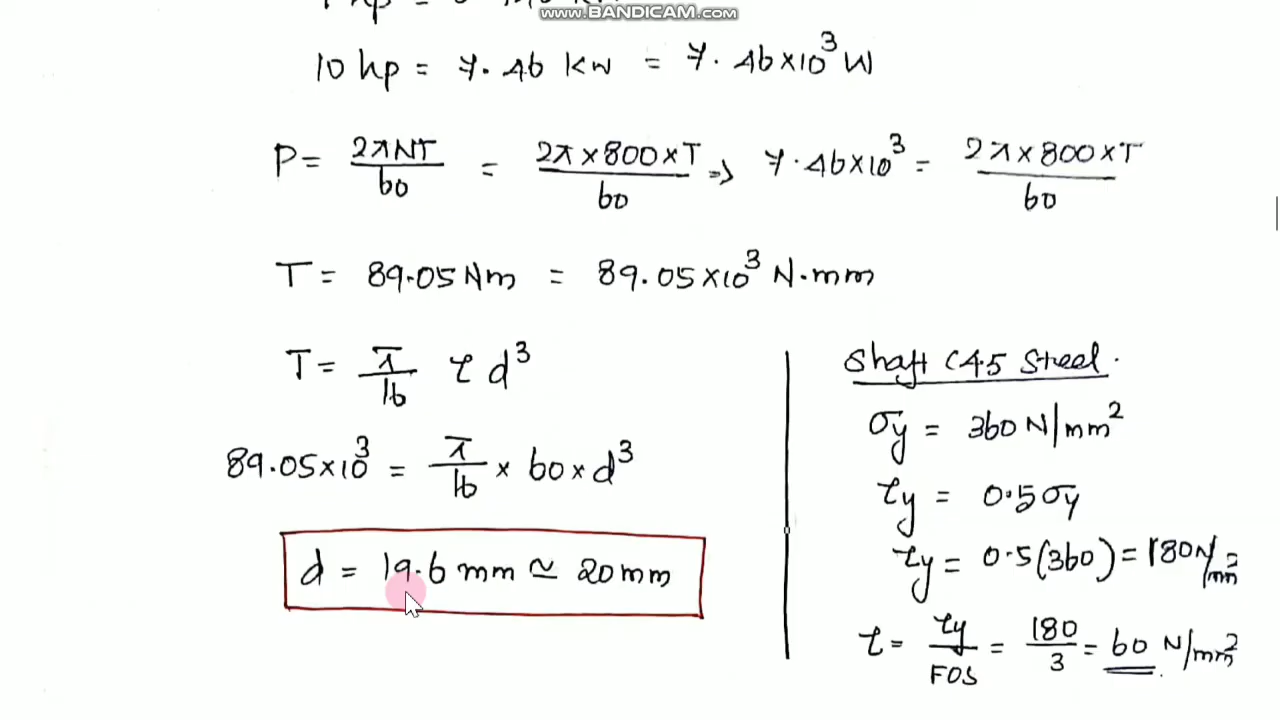 www.BANDICAM.com
10 hp = 7.46 kw = 7.46×10³ W
P = 2πNT/60 = 2π×800×T/60 => 7.46×10³ = 2π×800×T/60
T = 89.05 Nm = 89.05×10³ N.mm
T = π/16 τ d³
89.05×10³ = π/16 × 60 × d³
d = 19.6 mm ≃ 20 mm
Shaft C45 Steel.
σy = 360 N/mm²
τy = 0.5 σy
τy = 0.5(360) = 180 N/mm²
τ = τy/FOS = 180/3 = 60 N/mm²